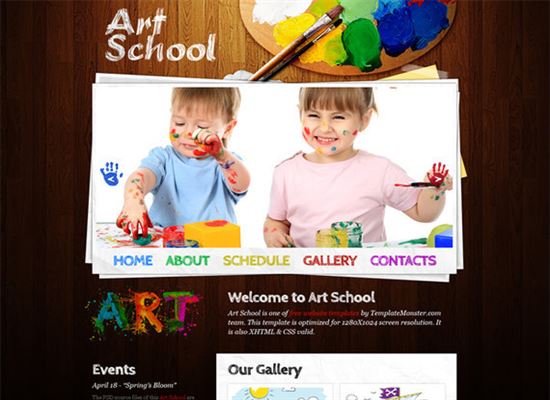 Art
School
HOME ABOUT SCHEDULE GALLERY CONTACTS
ART
Welcome to Art School
Art School is one of free website templates by TemplateMonster.com
team. This template is optimized for 1280X1024 screen resolution. It
is also XHTML & CSS valid.
Events
April 18 - "Spring's Bloom"
The PSD source files of this Art School are
Our Gallery